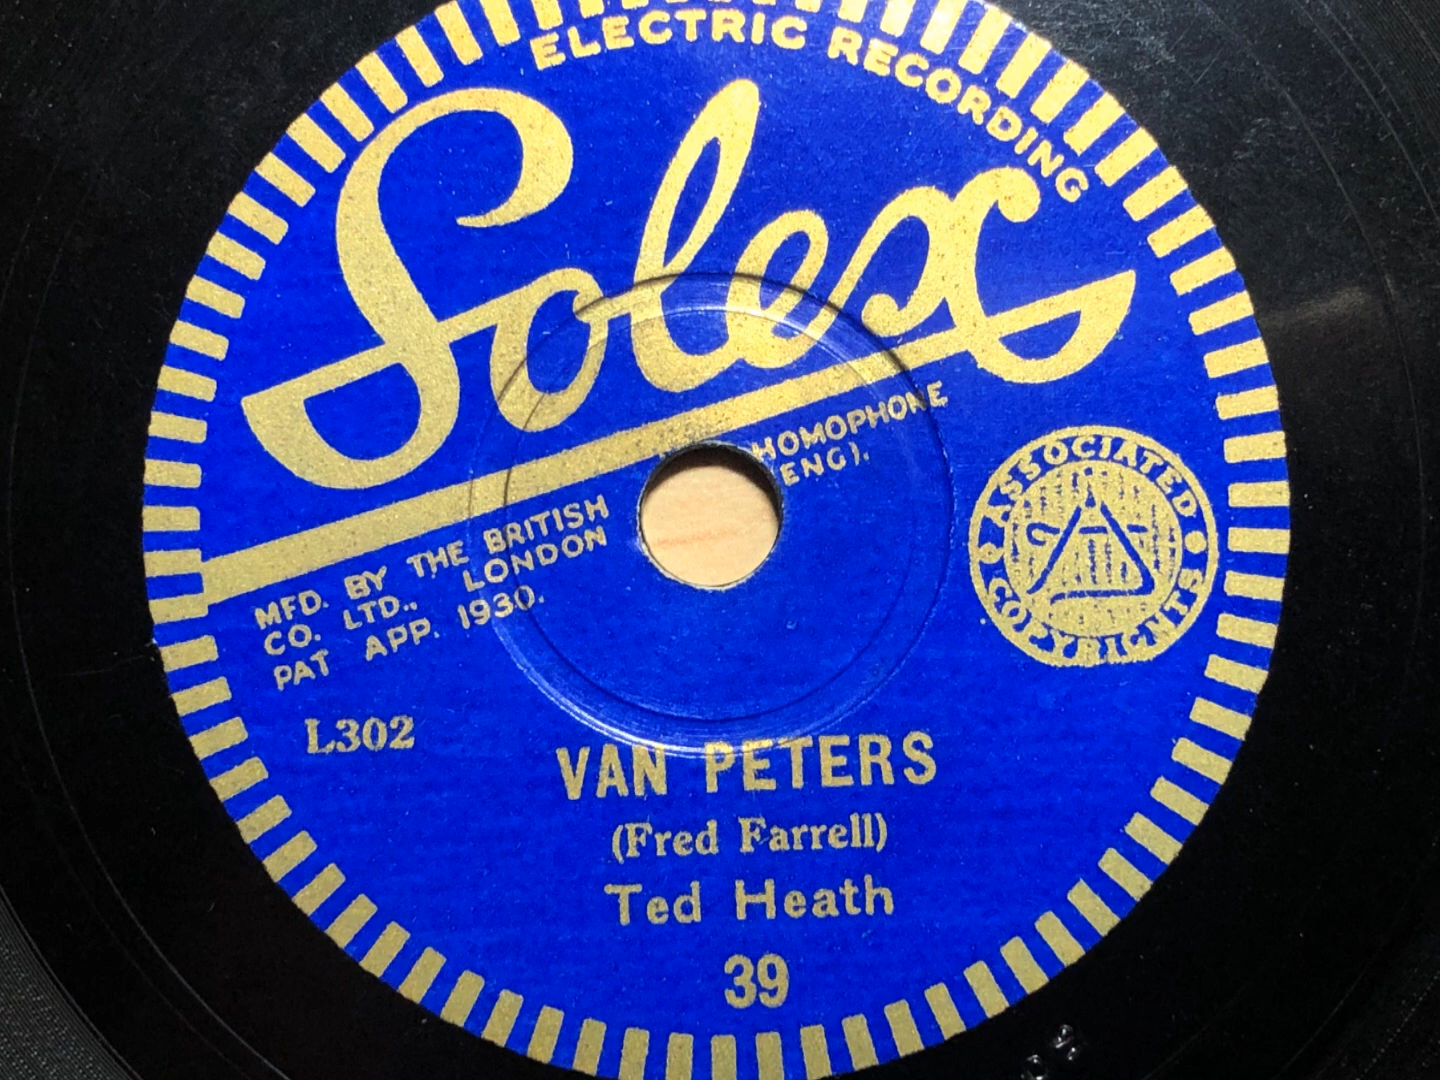 ELECTRIC RECORDING
Solex
MFD. BY THE BRITISH HOMOPHONE
CO. LTD., LONDON (ENG).
PAT APP. 1930.
ASSOCIATED
COPYRIGHTS
L302
VAN PETERS
(Fred Farrell)
Ted Heath
39